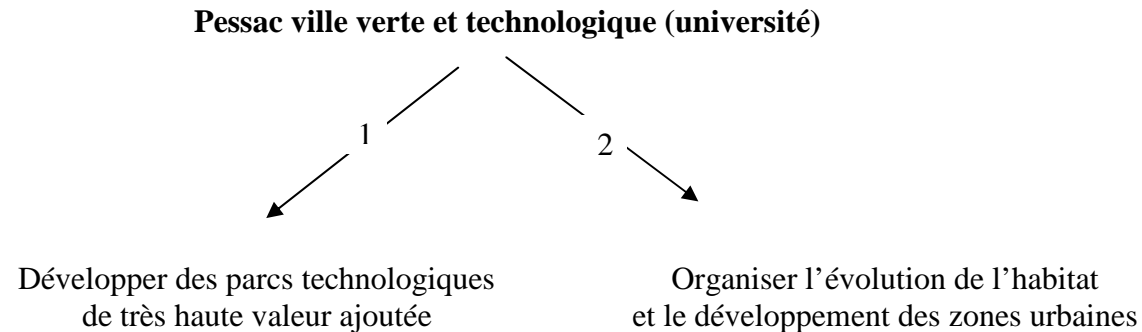 Pessac ville verte et technologique (université)
1
2
Développer des parcs technologiques
de très haute valeur ajoutée
Organiser l’évolution de l’habitat
et le développement des zones urbaines